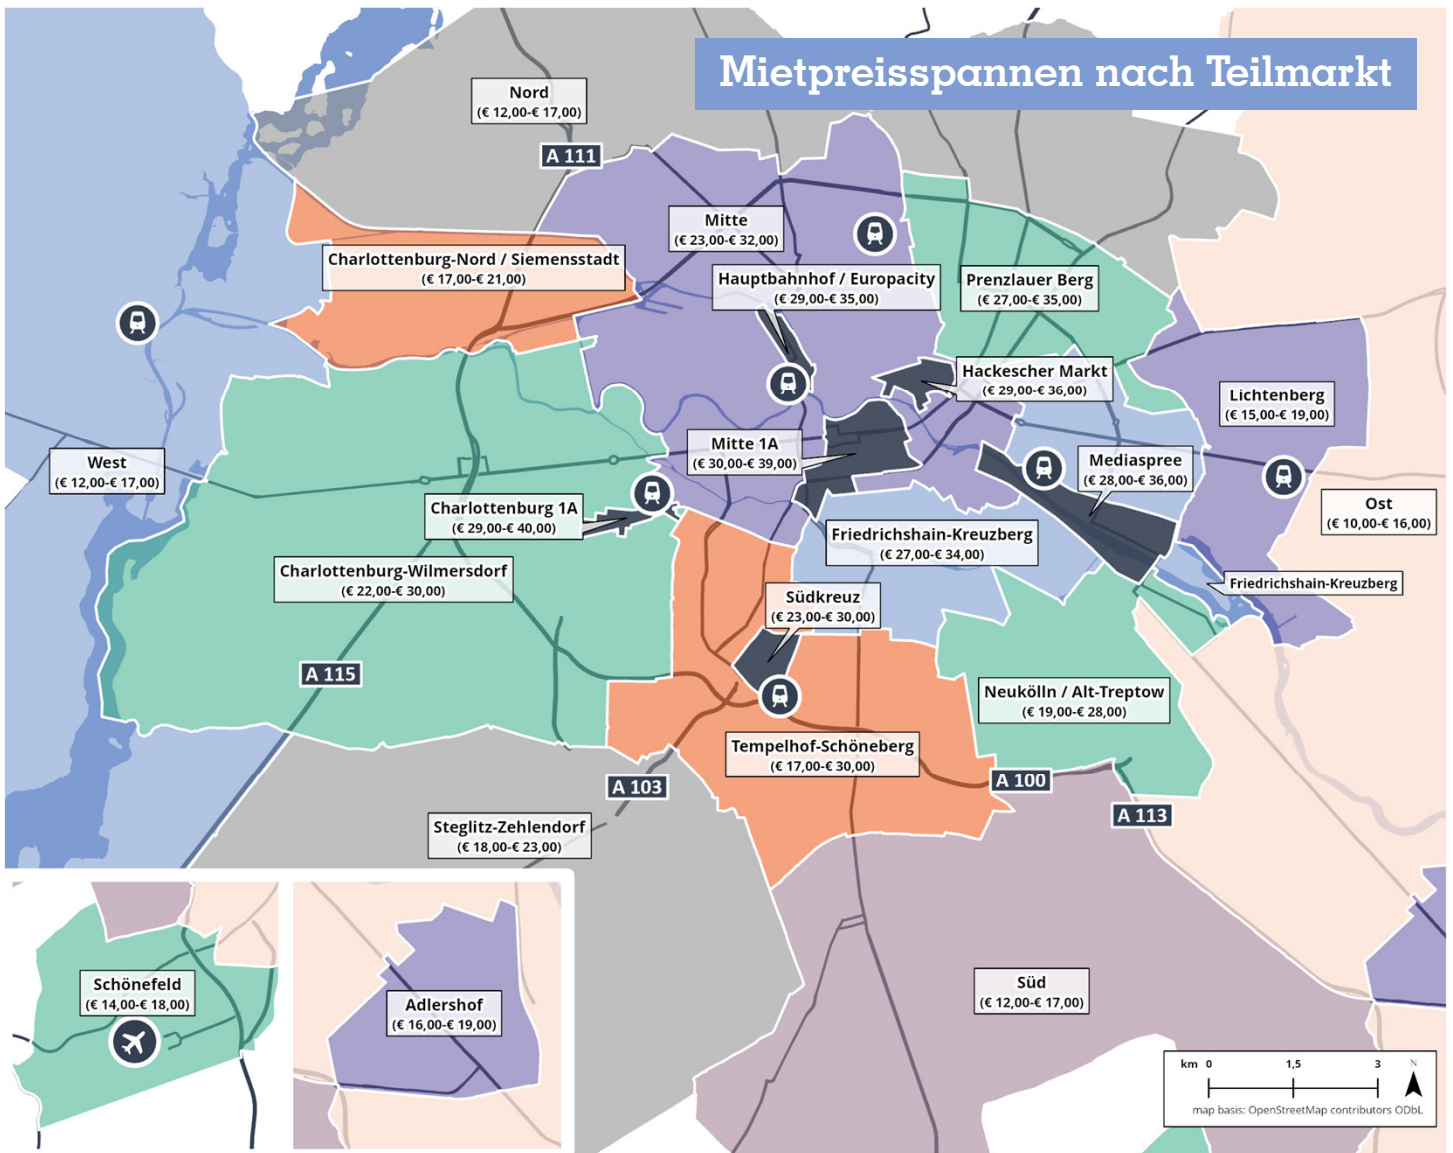 Mietpreisspannen nach Teilmarkt
Nord
(€ 12,00-€ 17,00)
A 111
Mitte
(€ 23,00-€ 32,00)
Charlottenburg-Nord / Siemensstadt
(€ 17,00-€ 21,00)
Hauptbahnhof / Europacity
(€ 29,00-€ 35,00)
Prenzlauer Berg
(€ 27,00-€ 35,00)
Hackescher Markt
(€ 29,00-€ 36,00)
Lichtenberg
(€ 15,00-€ 19,00)
West
(€ 12,00-€ 17,00)
Mitte 1A
(€ 30,00-€ 39,00)
Mediaspree
(€ 28,00-€ 36,00)
Charlottenburg 1A
(€ 29,00-€ 40,00)
Ost
(€ 10,00-€ 16,00)
Friedrichshain-Kreuzberg
(€ 27,00-€ 34,00)
Charlottenburg-Wilmersdorf
(€ 22,00-€ 30,00)
Friedrichshain-Kreuzberg
Südkreuz
(€ 23,00-€ 30,00)
A 115
Neukölln / Alt-Treptow
(€ 19,00-€ 28,00)
Tempelhof-Schöneberg
(€ 17,00-€ 30,00)
A 103
A 100
A 113
Steglitz-Zehlendorf
(€ 18,00-€ 23,00)
Schönefeld
(€ 14,00-€ 18,00)
Adlershof
(€ 16,00-€ 19,00)
Süd
(€ 12,00-€ 17,00)
km 0 1,5 3 N
map basis: OpenStreetMap contributors ODbL